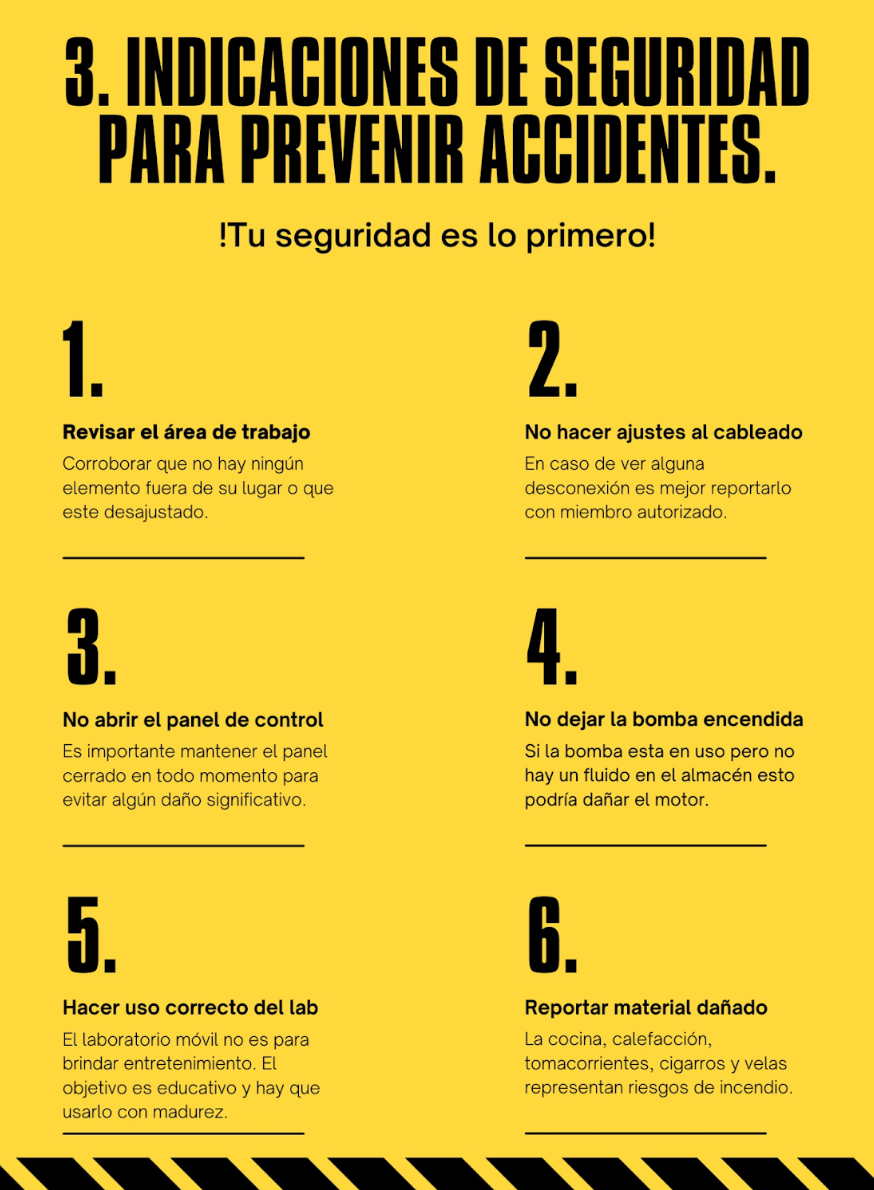 3. INDICACIONES DE SEGURIDAD
PARA PREVENIR ACCIDENTES.
!Tu seguridad es lo primero!
1.
Revisar el área de trabajo
Corroborar que no hay ningún
elemento fuera de su lugar o que
este desajustado.
2.
No hacer ajustes al cableado
En caso de ver alguna
desconexión es mejor reportarlo
con miembro autorizado.
3.
No abrir el panel de control
Es importante mantener el panel
cerrado en todo momento para
evitar algún daño significativo.
4.
No dejar la bomba encendida
Si la bomba esta en uso pero no
hay un fluido en el almacén esto
podría dañar el motor.
5.
Hacer uso correcto del lab
El laboratorio móvil no es para
brindar entretenimiento. El
objetivo es educativo y hay que
usarlo con madurez.
6.
Reportar material dañado
La cocina, calefacción,
tomacorrientes, cigarros y velas
representan riesgos de incendio.